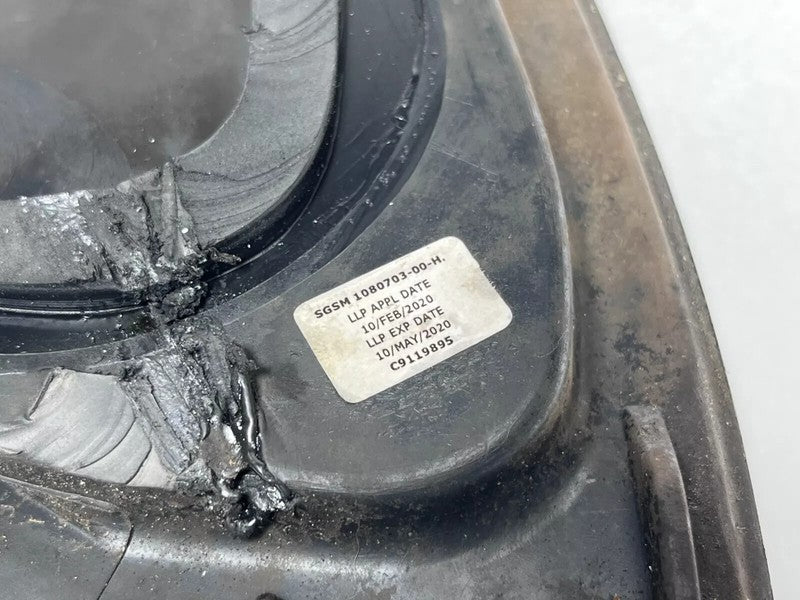 SGSM 1080703-00-H.
LLP APPL DATE
10/FEB/2020
LLP EXP DATE
10/MAY/2020
C9119895